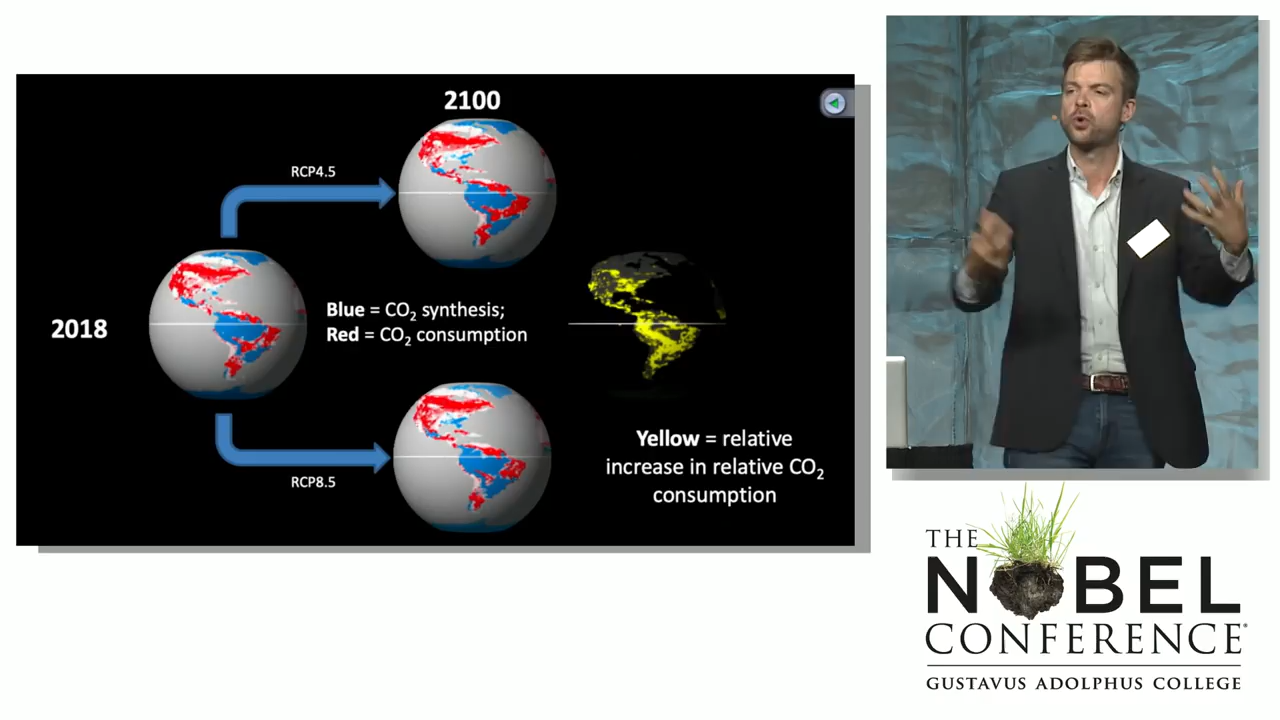 2100
RCP4.5
2018
Blue = CO₂ synthesis;
Red = CO₂ consumption
RCP8.5
Yellow = relative
increase in relative CO₂
consumption
THE
NOBEL
CONFERENCE®
GUSTAVUS ADOLPHUS COLLEGE